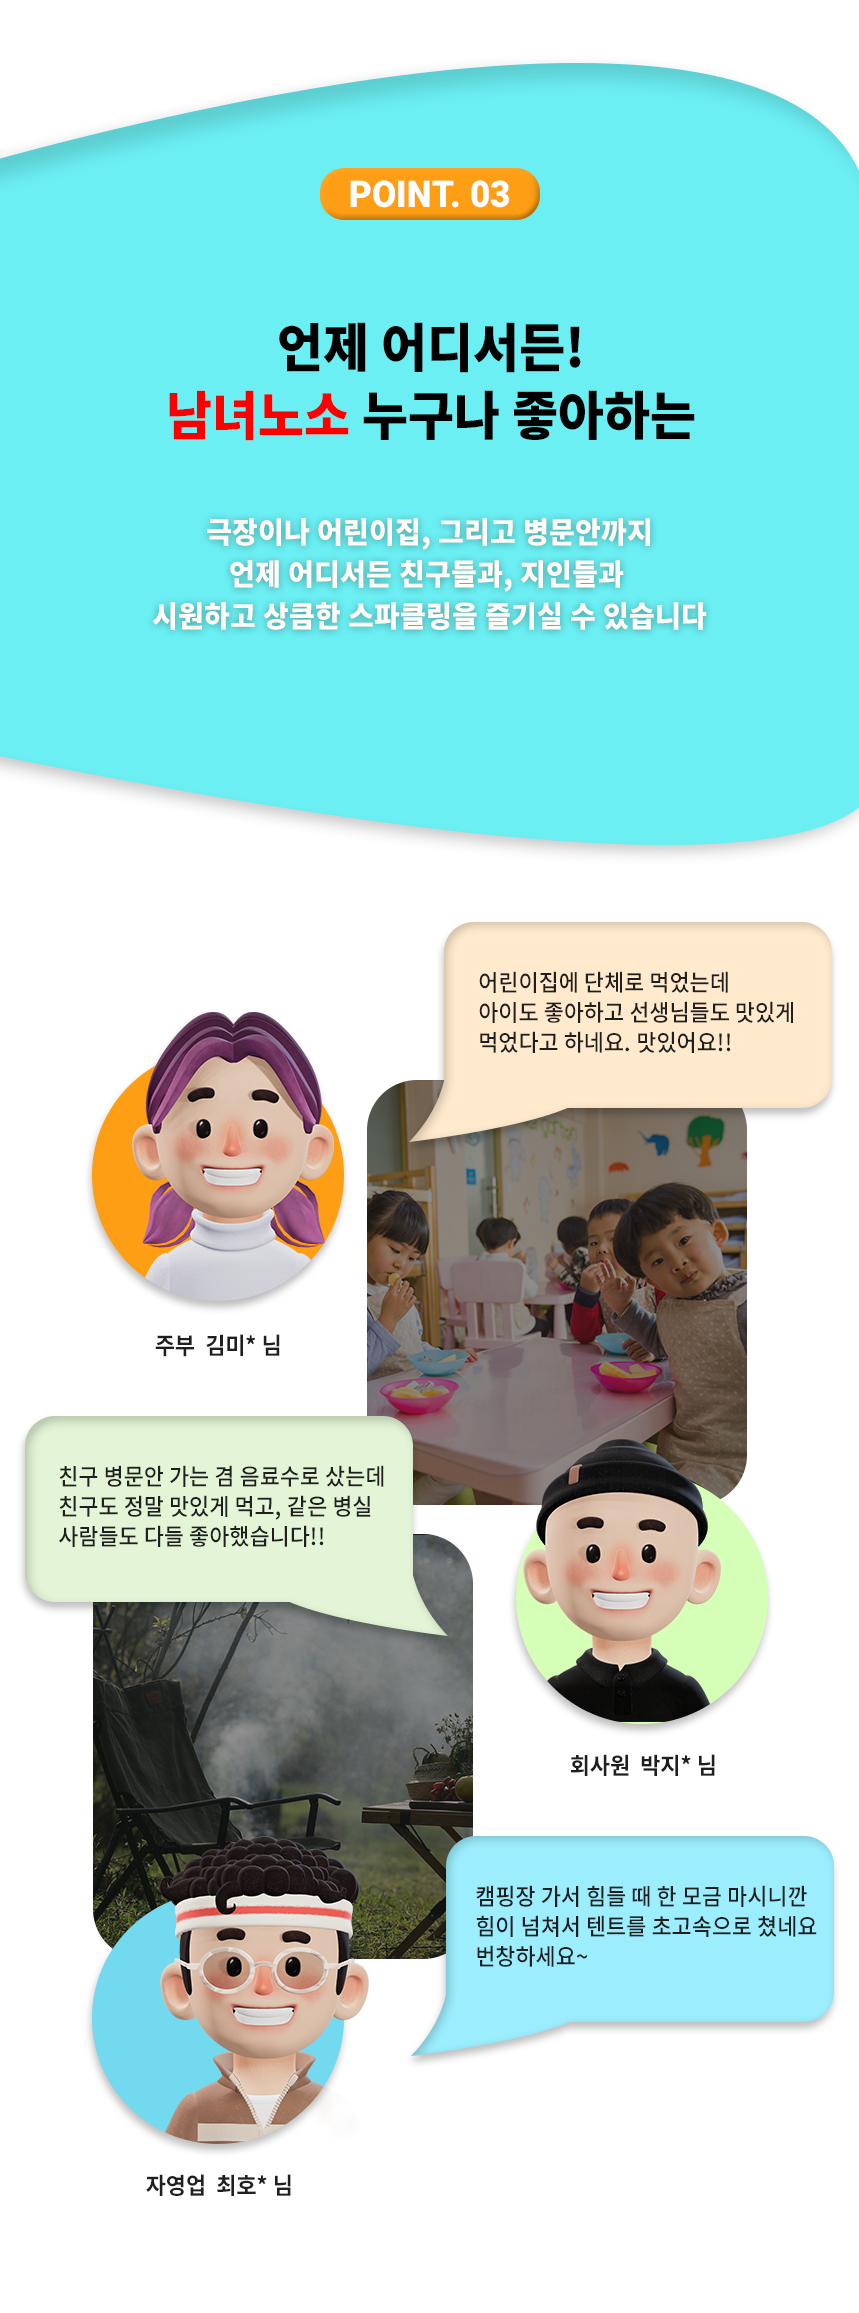 POINT. 03
언제 어디서든!
남녀노소 누구나 좋아하는
극장이나 어린이집, 그리고 병문안까지
언제 어디서든 친구들과, 지인들과
시원하고 상큼한 스파클링을 즐기실 수 있습니다
어린이집에 단체로 먹었는데
아이도 좋아하고 선생님들도 맛있게
먹었다고 하네요. 맛있어요!!
주부 김미* 님
친구 병문안 가는 겸 음료수로 샀는데
친구도 정말 맛있게 먹고, 같은 병실
사람들도 다들 좋아했습니다!!
회사원 박지* 님
캠핑장 가서 힘들 때 한 모금 마시니깐
힘이 넘쳐서 텐트를 초고속으로 쳤네요
번창하세요~
자영업 최호* 님